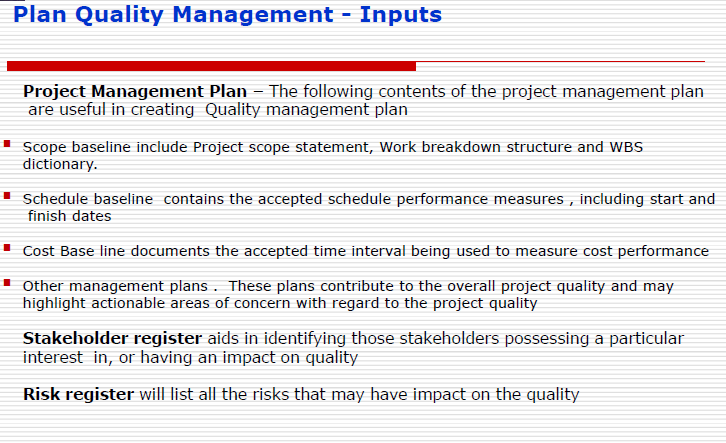 Plan Quality Management - Inputs
Project Management Plan – The following contents of the project management plan
are useful in creating Quality management plan
Scope baseline include Project scope statement, Work breakdown structure and WBS
dictionary.
Schedule baseline contains the accepted schedule performance measures , including start and
finish dates
Cost Base line documents the accepted time interval being used to measure cost performance
Other management plans . These plans contribute to the overall project quality and may
highlight actionable areas of concern with regard to the project quality
Stakeholder register aids in identifying those stakeholders possessing a particular
interest in, or having an impact on quality
Risk register will list all the risks that may have impact on the quality